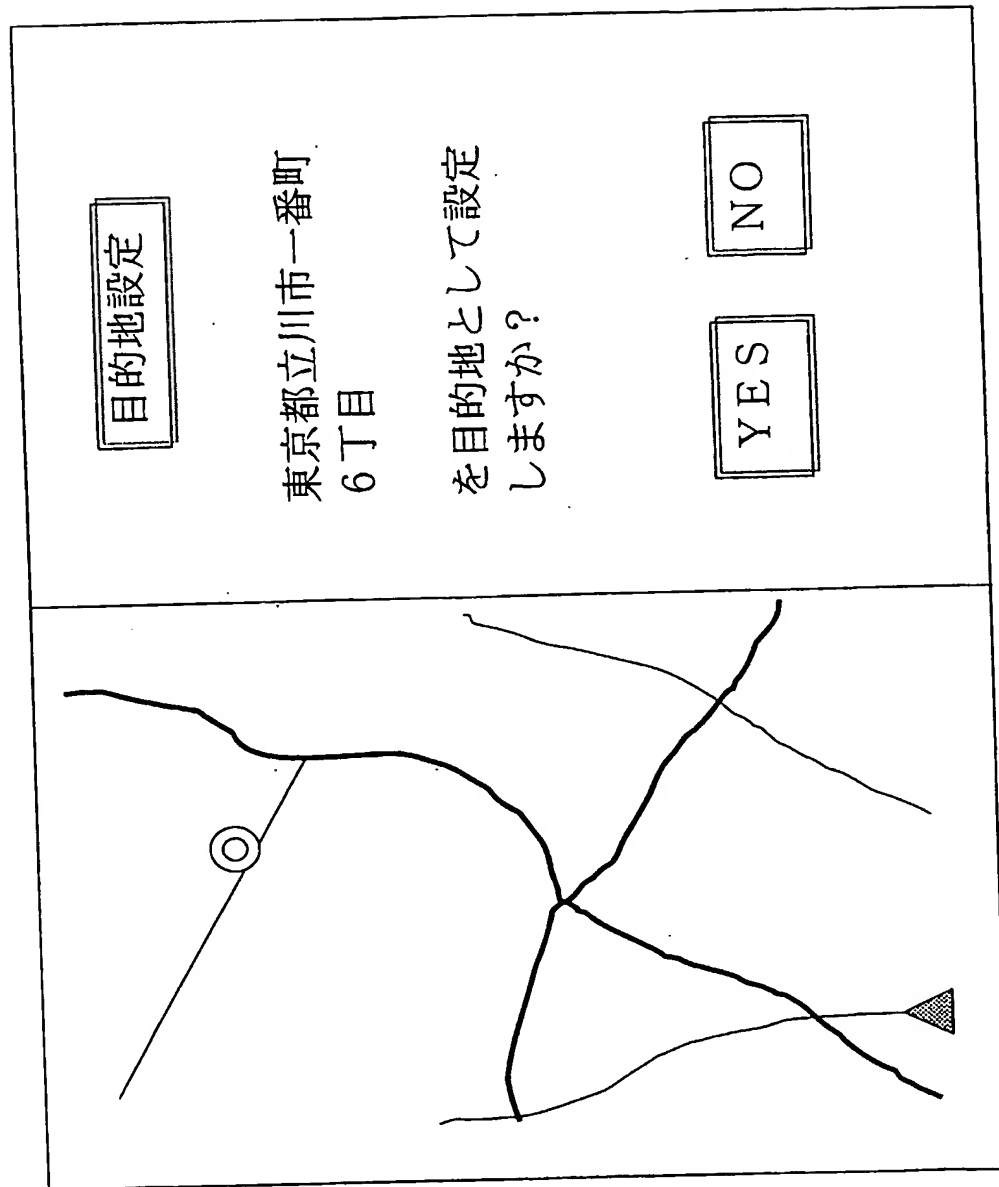 目的地設定
東京都立川市一番町
6丁目
を目的地として設定
しますか?
YES
NO